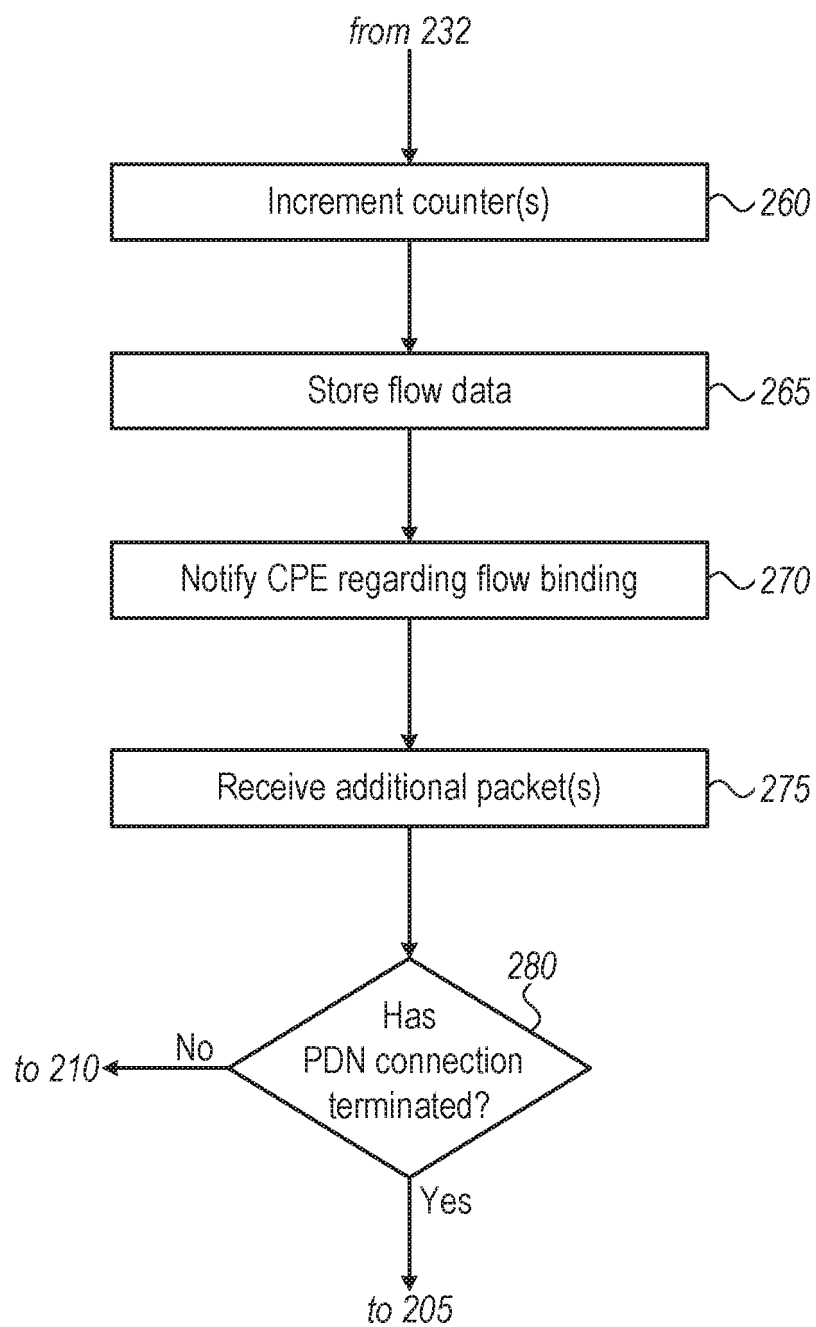 from 232
Increment counter(s)
260
Store flow data
265
Notify CPE regarding flow binding
270
Receive additional packet(s)
275
280
Has
PDN connection
terminated?
No
to 210
Yes
to 205